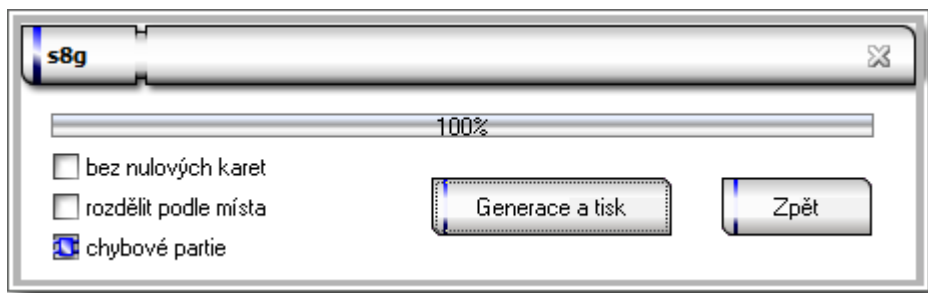 s8g
100%
bez nulových karet
rozdělit podle místa
chybové partie
Generace a tisk
Zpět